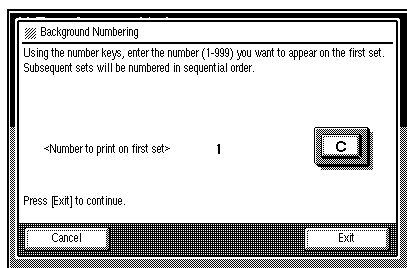 Background Numbering
Using the number keys, enter the number (1-999) you want to appear on the first set.
Subsequent sets will be numbered in sequential order.
<Number to print on first set> 1 C
Press [Exit] to continue.
Cancel Exit